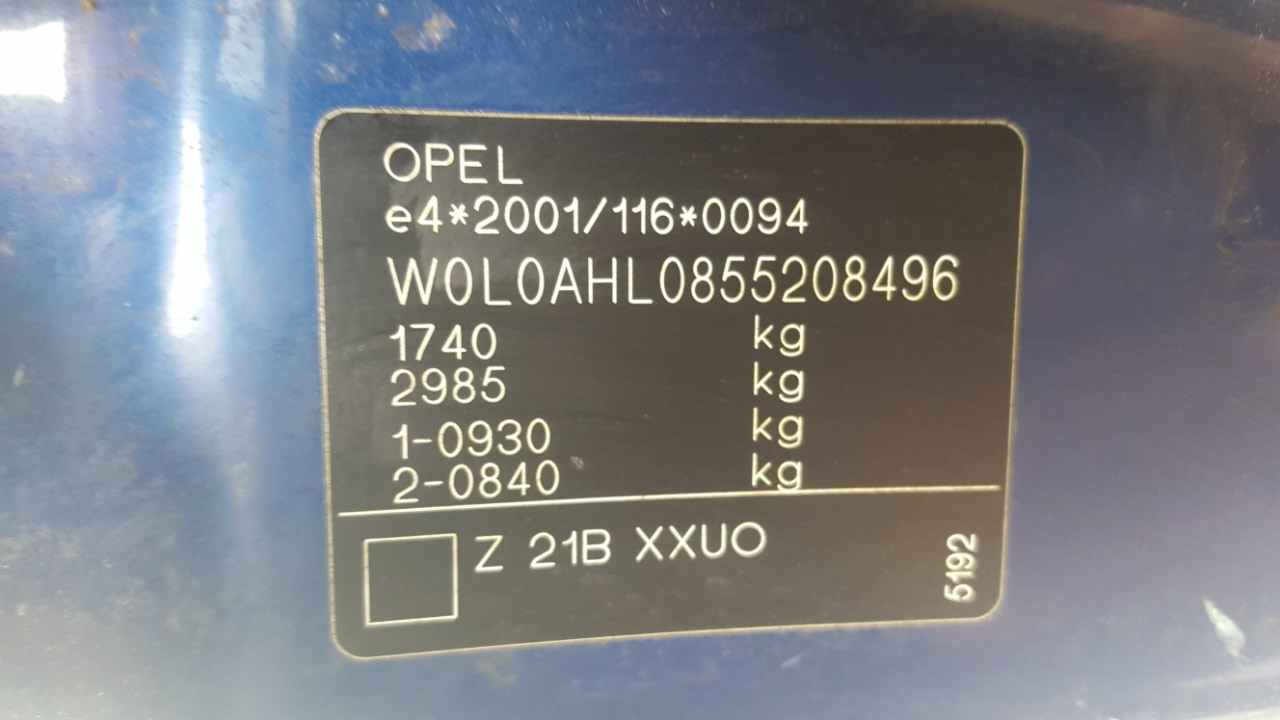 OPEL
e4*2001/116*0094
W0L0AHL0855208496
1740 kg
2985 kg
1-0930 kg
2-0840 kg
Z 21B XXUO
5192